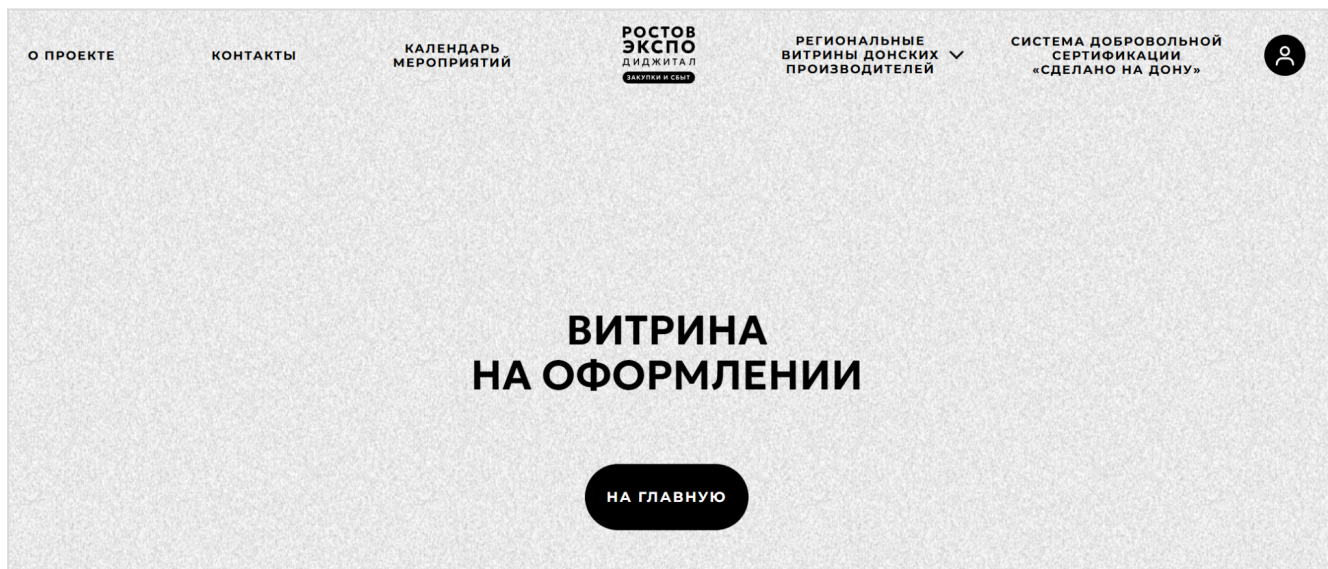 О ПРОЕКТЕ
КОНТАКТЫ
КАЛЕНДАРЬ
МЕРОПРИЯТИЙ
РОСТОВ
ЭКСПО
ДИДЖИТАЛ
ЗАКУПКИ И СБЫТ
РЕГИОНАЛЬНЫЕ
ВИТРИНЫ ДОНСКИХ
ПРОИЗВОДИТЕЛЕЙ
СИСТЕМА ДОБРОВОЛЬНОЙ
СЕРТИФИКАЦИИ
«СДЕЛАНО НА ДОНУ»
ВИТРИНА
НА ОФОРМЛЕНИИ
НА ГЛАВНУЮ